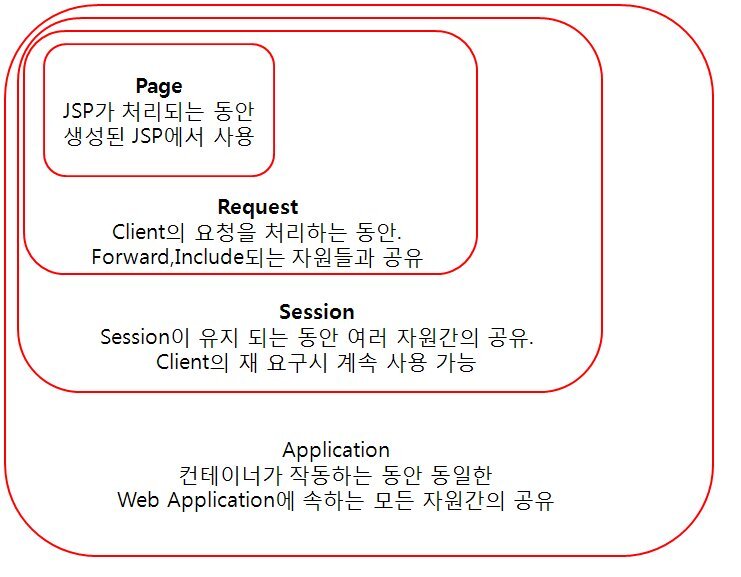 Page
JSP가 처리되는 동안
생성된 JSP에서 사용
Request
Client의 요청을 처리하는 동안.
Forward,Include되는 자원들과 공유
Session
Session이 유지 되는 동안 여러 자원간의 공유.
Client의 재 요구시 계속 사용 가능
Application
컨테이너가 작동하는 동안 동일한
Web Application에 속하는 모든 자원간의 공유